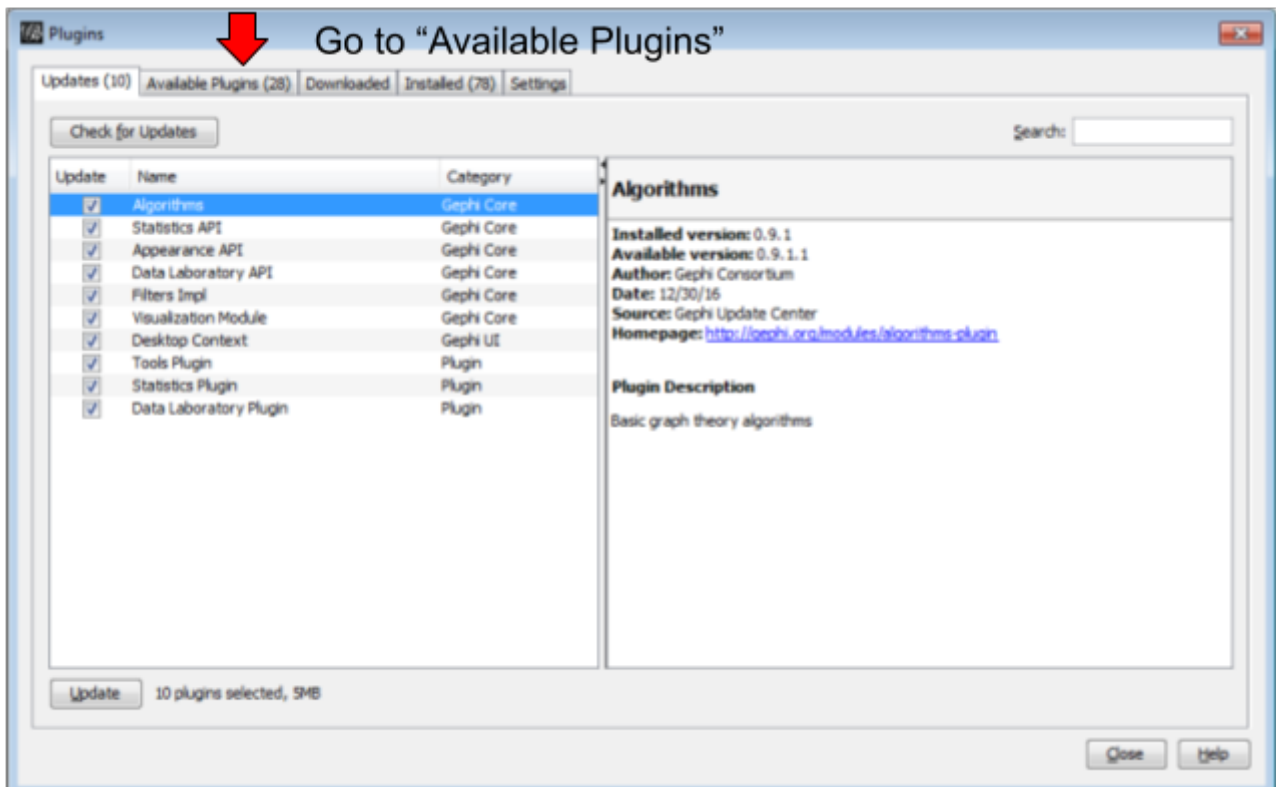 Plugins
Go to “Available Plugins”
Updates (10) Available Plugins (28) Downloaded Installed (78) Settings
Check for Updates Search:
Update Name Category
Algorithms Gephi Core
Statistics API Gephi Core
Appearance API Gephi Core
Data Laboratory API Gephi Core
Filters Impl Gephi Core
Visualization Module Gephi Core
Desktop Context Gephi UI
Tools Plugin Plugin
Statistics Plugin Plugin
Data Laboratory Plugin Plugin
Algorithms
Installed version: 0.9.1
Available version: 0.9.1.1
Author: Gephi Consortium
Date: 12/30/16
Source: Gephi Update Center
Homepage: http://gephi.org/modules/algorithms-plugin
Plugin Description
Basic graph theory algorithms
Update 10 plugins selected, 5MB
Close Help